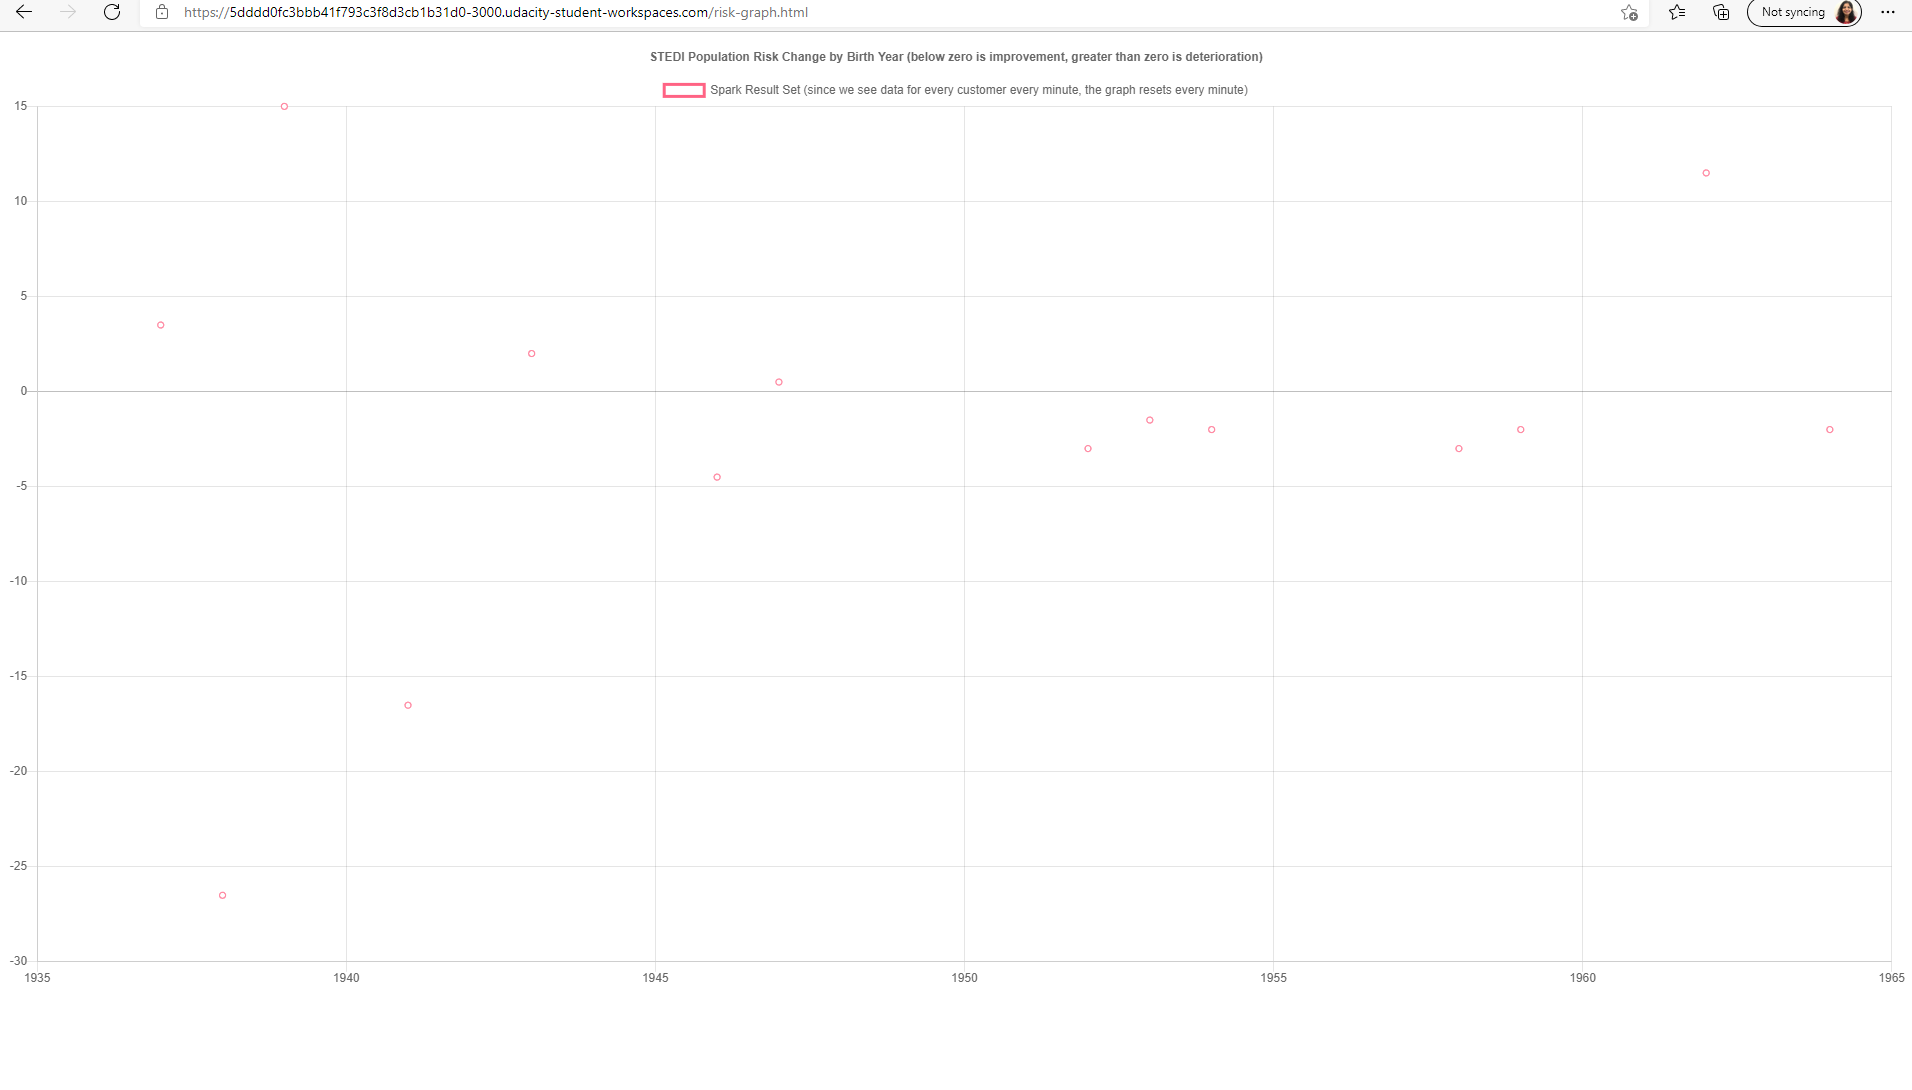 https://5dddd0fc3bbb41f793c3f8d3cb1b31d0-3000.udacity-student-workspaces.com/risk-graph.html
Not syncing
STEDI Population Risk Change by Birth Year (below zero is improvement, greater than zero is deterioration)
Spark Result Set (since we see data for every customer every minute, the graph resets every minute)
15
10
5
0
-5
-10
-15
-20
-25
-30
1935 1940 1945 1950 1955 1960 1965